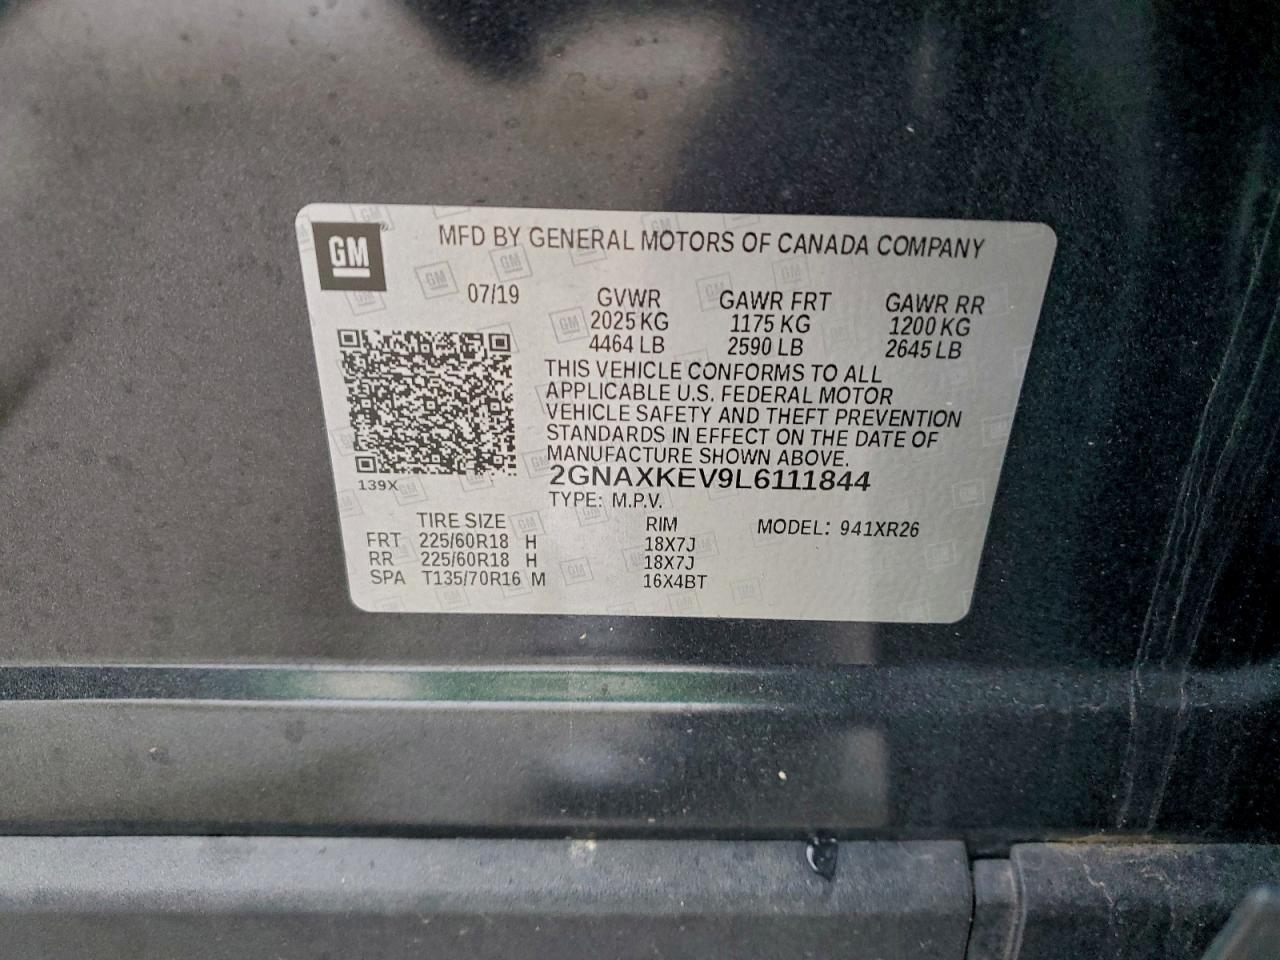 GM
MFD BY GENERAL MOTORS OF CANADA COMPANY
07/19 GVWR GAWR FRT GAWR RR
2025 KG 1175 KG 1200 KG
4464 LB 2590 LB 2645 LB
THIS VEHICLE CONFORMS TO ALL
APPLICABLE U.S. FEDERAL MOTOR
VEHICLE SAFETY AND THEFT PREVENTION
STANDARDS IN EFFECT ON THE DATE OF
MANUFACTURE SHOWN ABOVE.
139X
2GNAXKEV9L6111844
TYPE: M.P.V.
TIRE SIZE RIM MODEL: 941XR26
FRT 225/60R18 H 18X7J
RR 225/60R18 H 18X7J
SPA T135/70R16 M 16X4BT